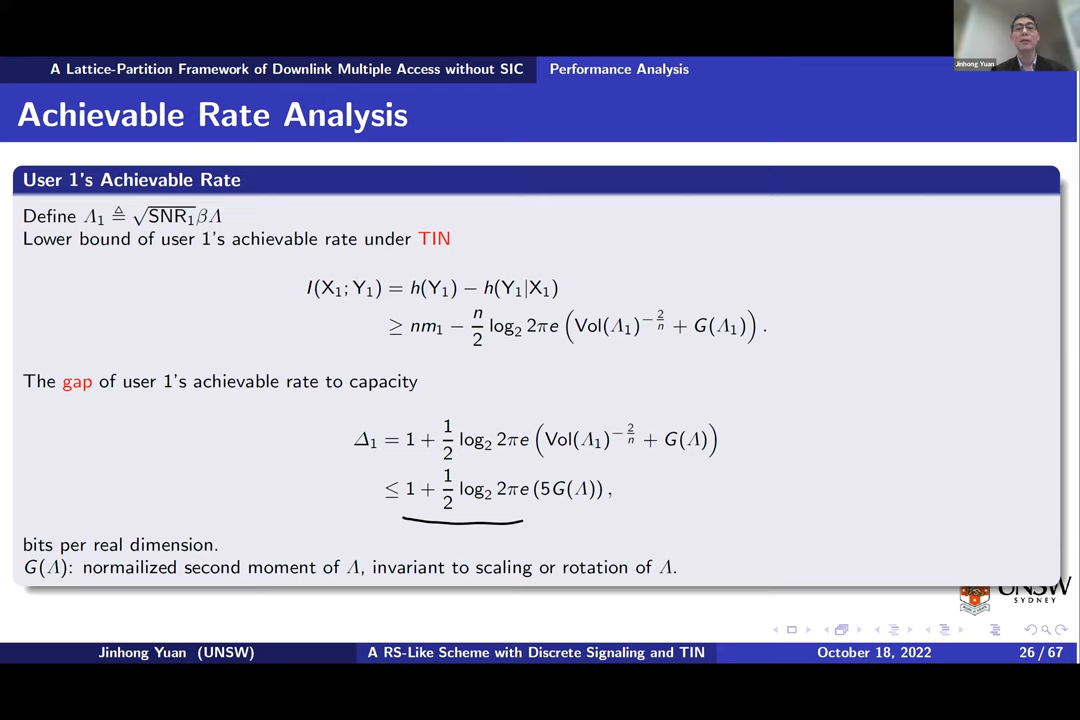 Jinhong Yuan
A Lattice-Partition Framework of Downlink Multiple Access without SIC Performance Analysis
Achievable Rate Analysis
User 1's Achievable Rate
Define Λ₁ ≜ √SNR₁βΛ
Lower bound of user 1's achievable rate under TIN
I(X₁; Y₁) = h(Y₁) − h(Y₁|X₁)
≥ nm₁ − n/2 log₂ 2πe (Vol(Λ₁)^(−2/n) + G(Λ₁)).
The gap of user 1's achievable rate to capacity
Δ₁ = 1 + 1/2 log₂ 2πe (Vol(Λ₁)^(−2/n) + G(Λ))
≤ 1 + 1/2 log₂ 2πe (5G(Λ)),
bits per real dimension.
G(Λ): normailized second moment of Λ, invariant to scaling or rotation of Λ.
UNSW
SYDNEY
Jinhong Yuan (UNSW) A RS-Like Scheme with Discrete Signaling and TIN October 18, 2022 26 / 67